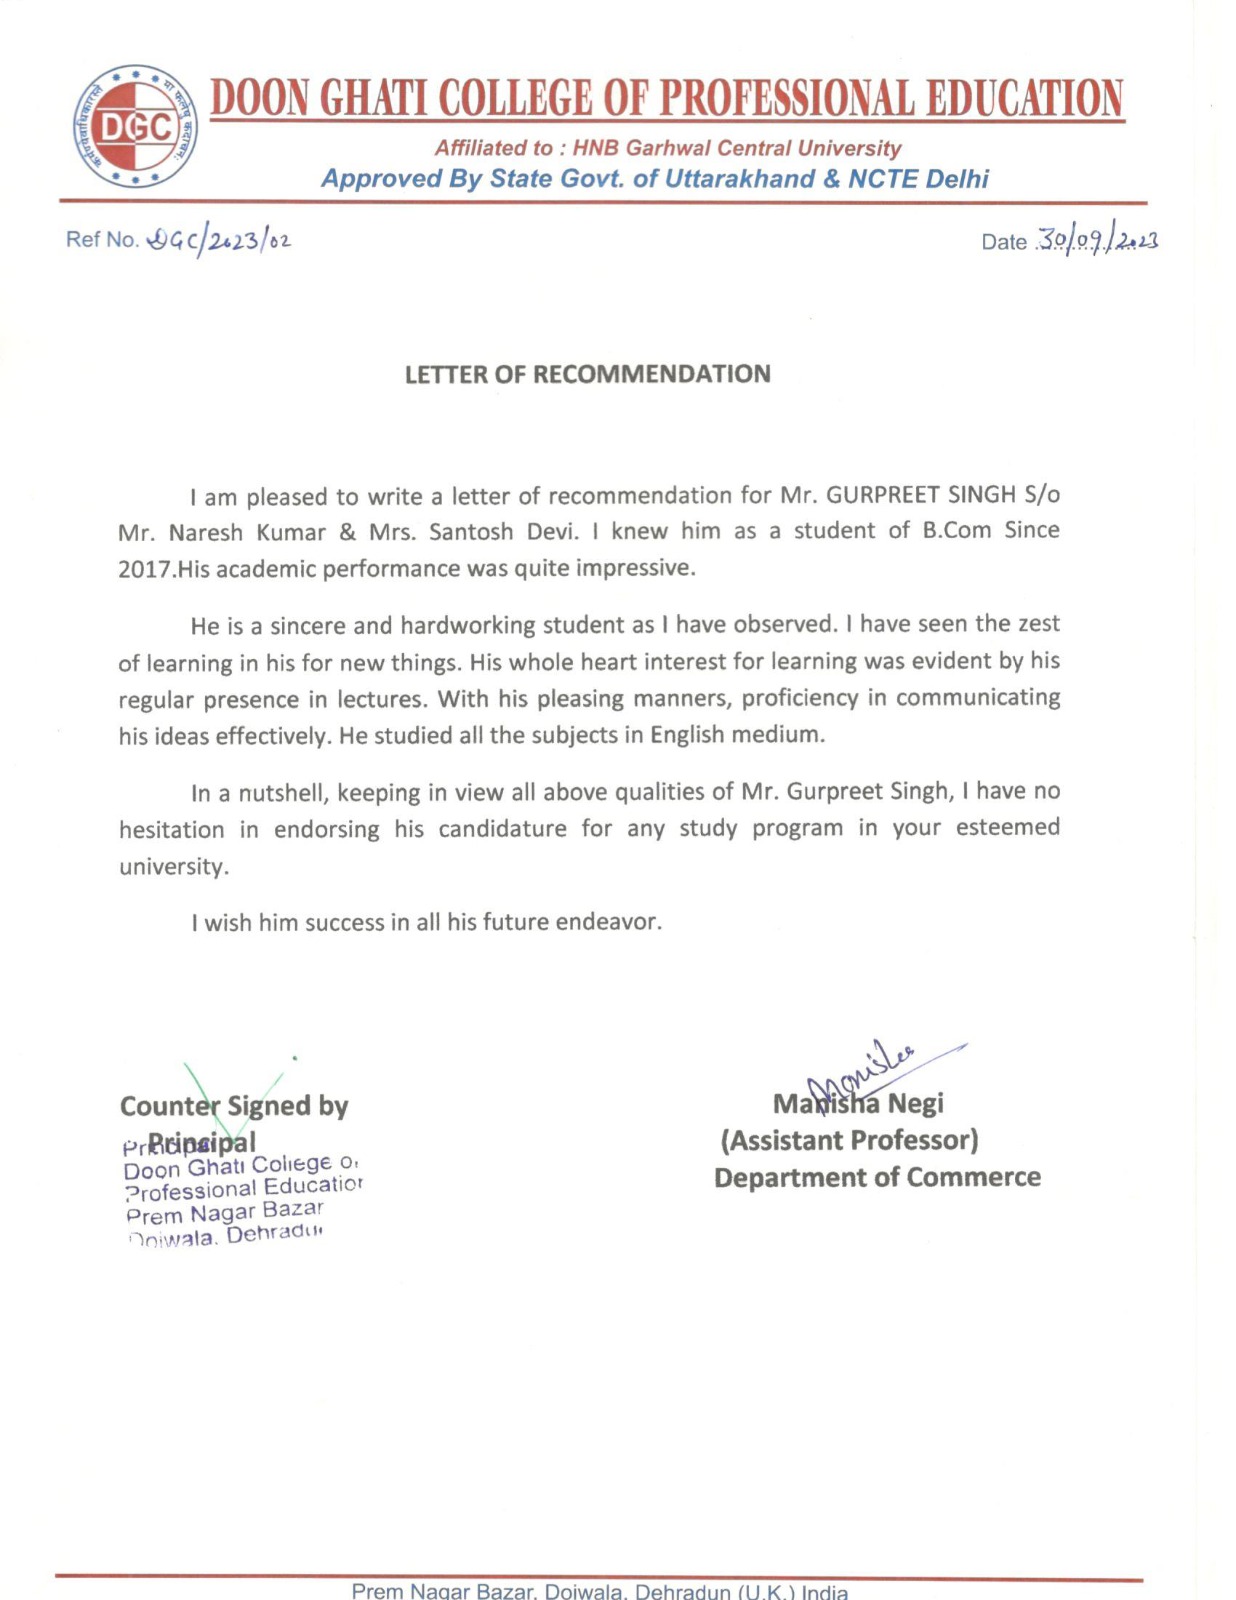 DGC
DOON GHATI COLLEGE OF PROFESSIONAL EDUCATION
Affiliated to : HNB Garhwal Central University
Approved By State Govt. of Uttarakhand & NCTE Delhi
Ref No. DGC/2023/02
Date 30/09/2023
LETTER OF RECOMMENDATION
I am pleased to write a letter of recommendation for Mr. GURPREET SINGH S/o
Mr. Naresh Kumar & Mrs. Santosh Devi. I knew him as a student of B.Com Since
2017.His academic performance was quite impressive.
He is a sincere and hardworking student as I have observed. I have seen the zest
of learning in his for new things. His whole heart interest for learning was evident by his
regular presence in lectures. With his pleasing manners, proficiency in communicating
his ideas effectively. He studied all the subjects in English medium.
In a nutshell, keeping in view all above qualities of Mr. Gurpreet Singh, I have no
hesitation in endorsing his candidature for any study program in your esteemed
university.
I wish him success in all his future endeavor.
Manisha
Counter Signed by
Manisha Negi
Principal
(Assistant Professor)
Principal
Doon Ghati College of
Department of Commerce
Professional Education
Prem Nagar Bazar
Doiwala. Dehradun
Prem Nagar Bazar, Doiwala, Dehradun (U.K.) India